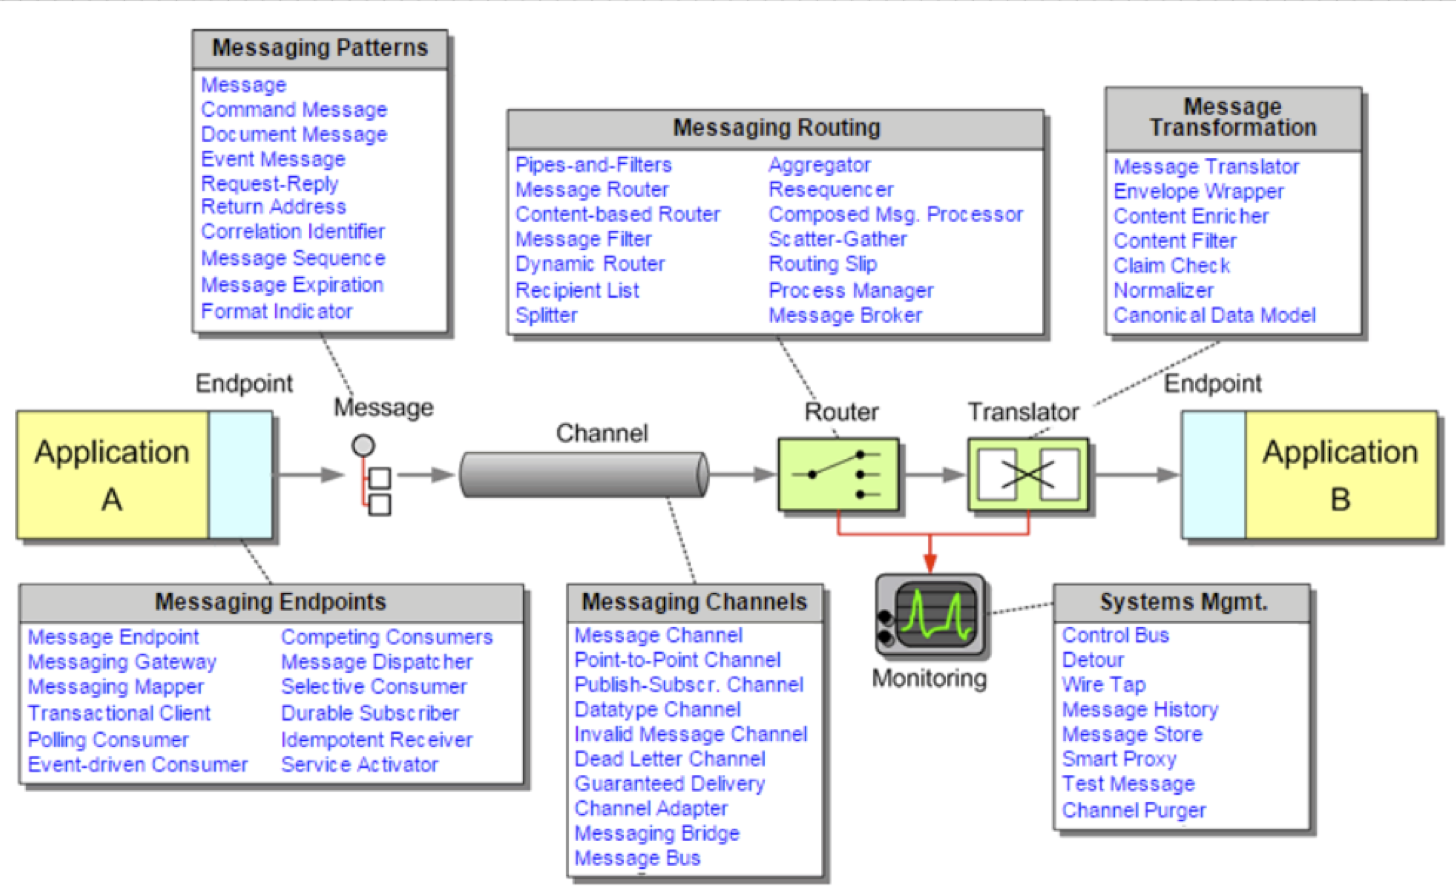 Messaging Patterns
Message
Command Message
Document Message
Event Message
Request-Reply
Return Address
Correlation Identifier
Message Sequence
Message Expiration
Format Indicator
Messaging Routing
Pipes-and-Filters
Message Router
Content-based Router
Message Filter
Dynamic Router
Recipient List
Splitter
Aggregator
Resequencer
Composed Msg. Processor
Scatter-Gather
Routing Slip
Process Manager
Message Broker
Message
Transformation
Message Translator
Envelope Wrapper
Content Enricher
Content Filter
Claim Check
Normalizer
Canonical Data Model
Endpoint
Application
A
Message
Channel
Router
Translator
Endpoint
Application
B
Messaging Endpoints
Message Endpoint
Messaging Gateway
Messaging Mapper
Transactional Client
Polling Consumer
Event-driven Consumer
Competing Consumers
Message Dispatcher
Selective Consumer
Durable Subscriber
Idempotent Receiver
Service Activator
Messaging Channels
Message Channel
Point-to-Point Channel
Publish-Subscr. Channel
Datatype Channel
Invalid Message Channel
Dead Letter Channel
Guaranteed Delivery
Channel Adapter
Messaging Bridge
Message Bus
Monitoring
Systems Mgmt.
Control Bus
Detour
Wire Tap
Message History
Message Store
Smart Proxy
Test Message
Channel Purger